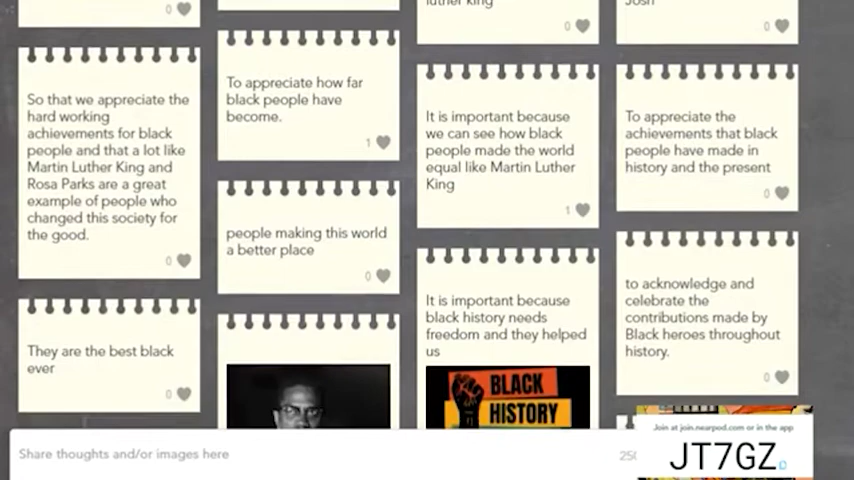 0
So that we appreciate the
hard working
achievements for black
people and that a lot like
Martin Luther King and
Rosa Parks are a great
example of people who
changed this society for
the good.
0
They are the best black
ever
0
To appreciate how far
black people have
become.
1
people making this world
a better place
0
luther king
0
It is important because
we can see how black
people made the world
equal like Martin Luther
King
1
It is important because
black history needs
freedom and they helped
us
BLACK
HISTORY
Josh
0
To appreciate the
achievements that black
people have made in
history and the present
0
to acknowledge and
celebrate the
contributions made by
Black heroes throughout
history.
0
Share thoughts and/or images here
Join at join.nearpod.com or in the app
JT7GZ